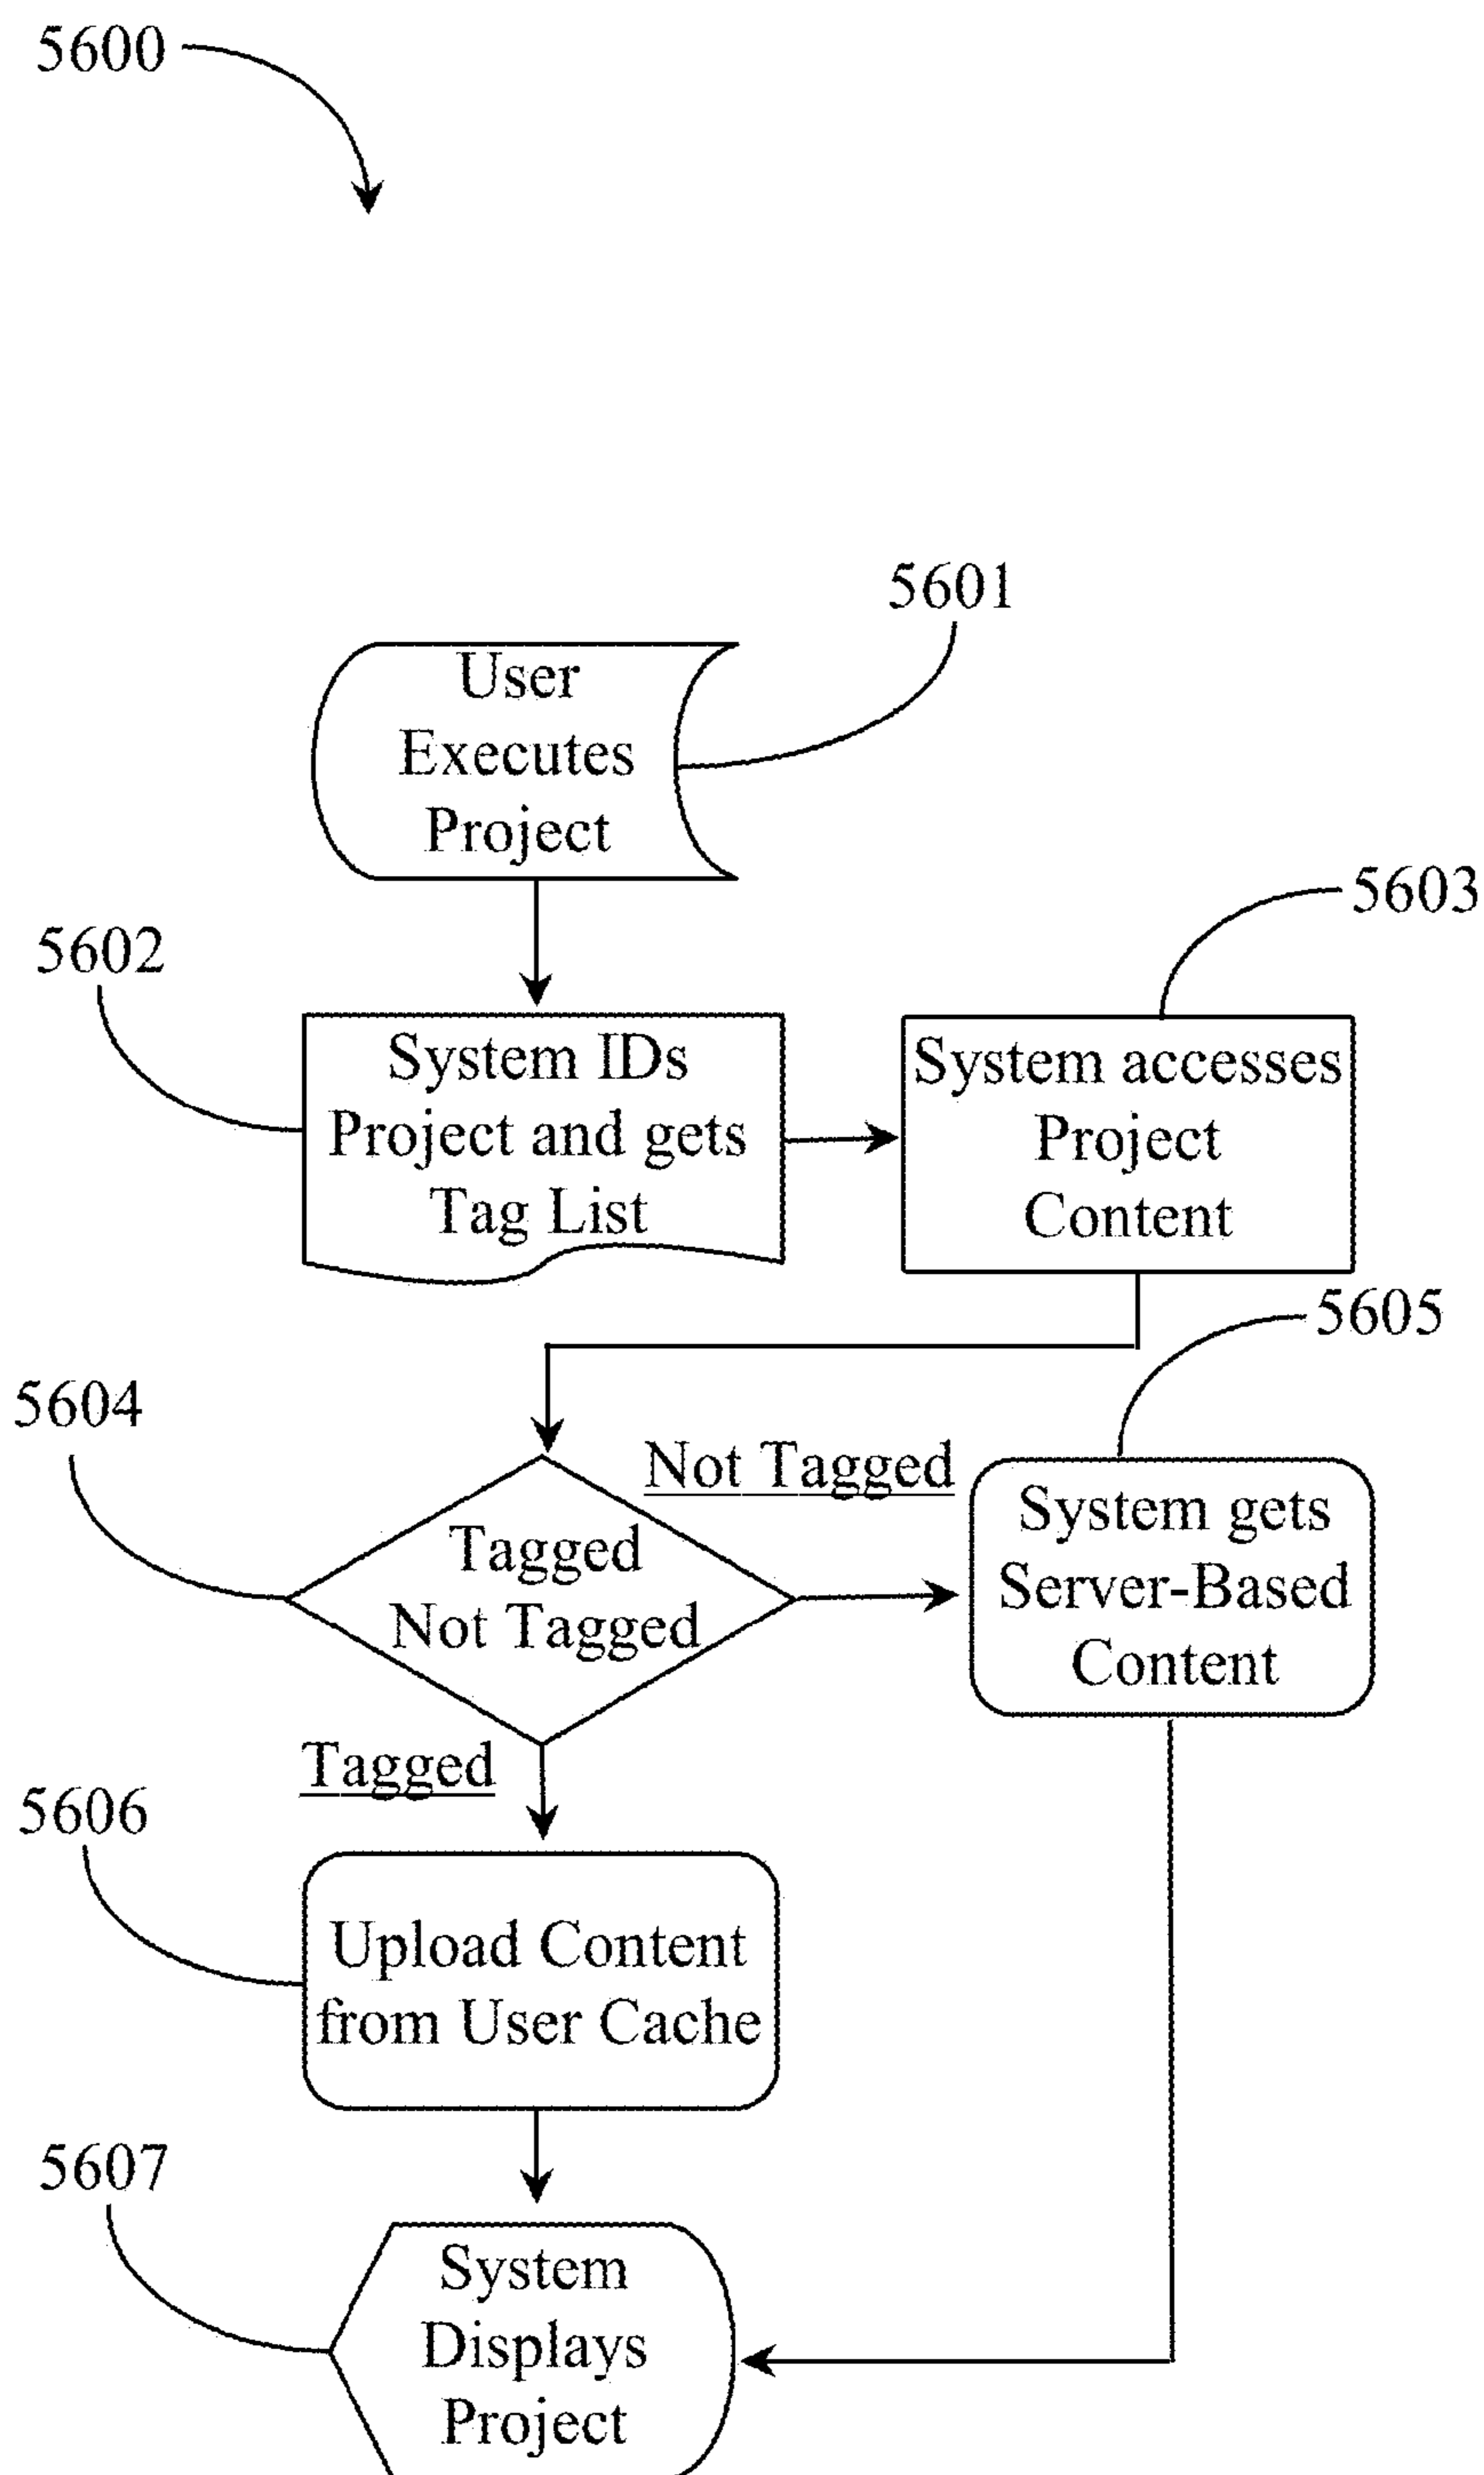 5600
5601
User
Executes
Project
5602
System IDs
Project and gets
Tag List
5603
System accesses
Project
Content
5604
Tagged
Not Tagged
Not Tagged
5605
System gets
Server-Based
Content
Tagged
5606
Upload Content
from User Cache
5607
System
Displays
Project